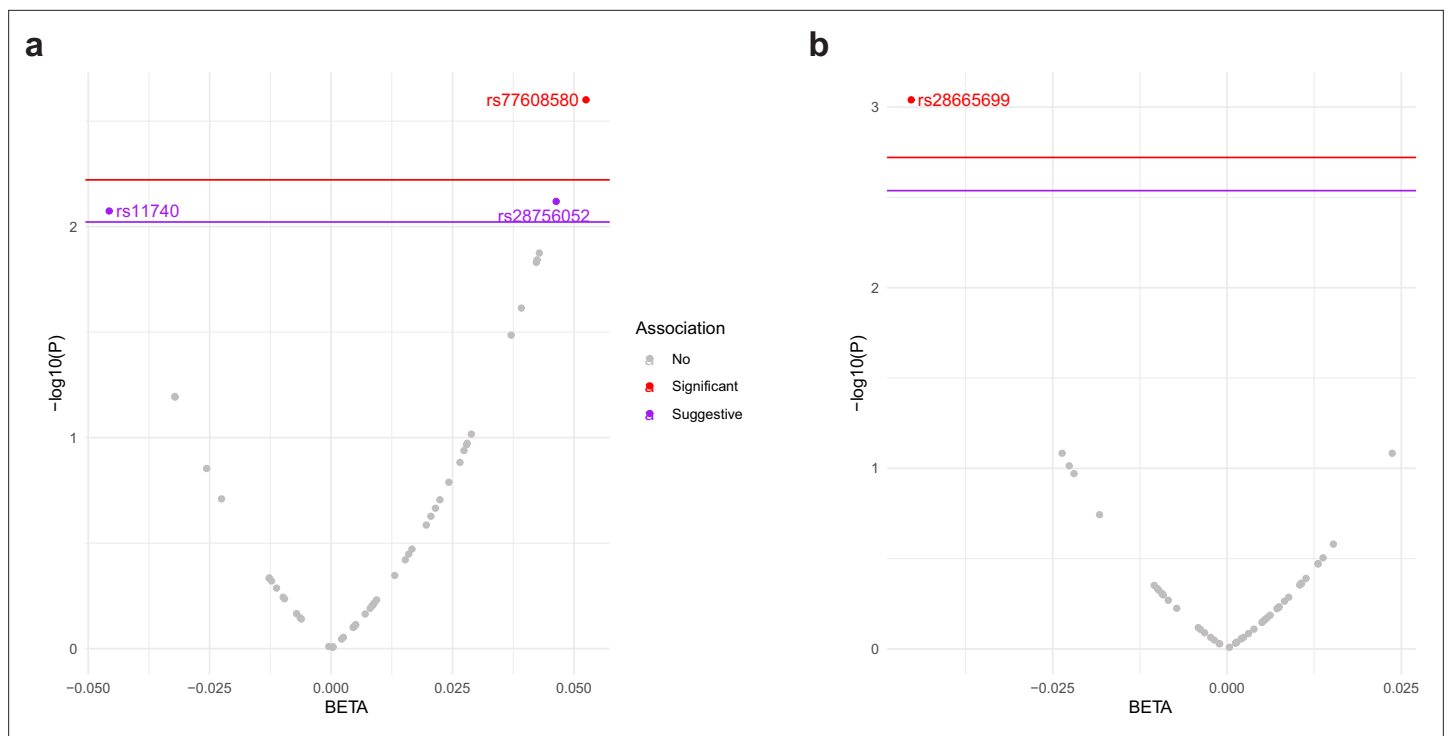 a
rs77608580
rs11740
rs28756052
2
1
0
−log10(P)
−0.050
−0.025
0.000
0.025
0.050
BETA
Association
No
Significant
Suggestive
b
rs28665699
3
2
1
0
−log10(P)
−0.025
0.000
0.025
BETA